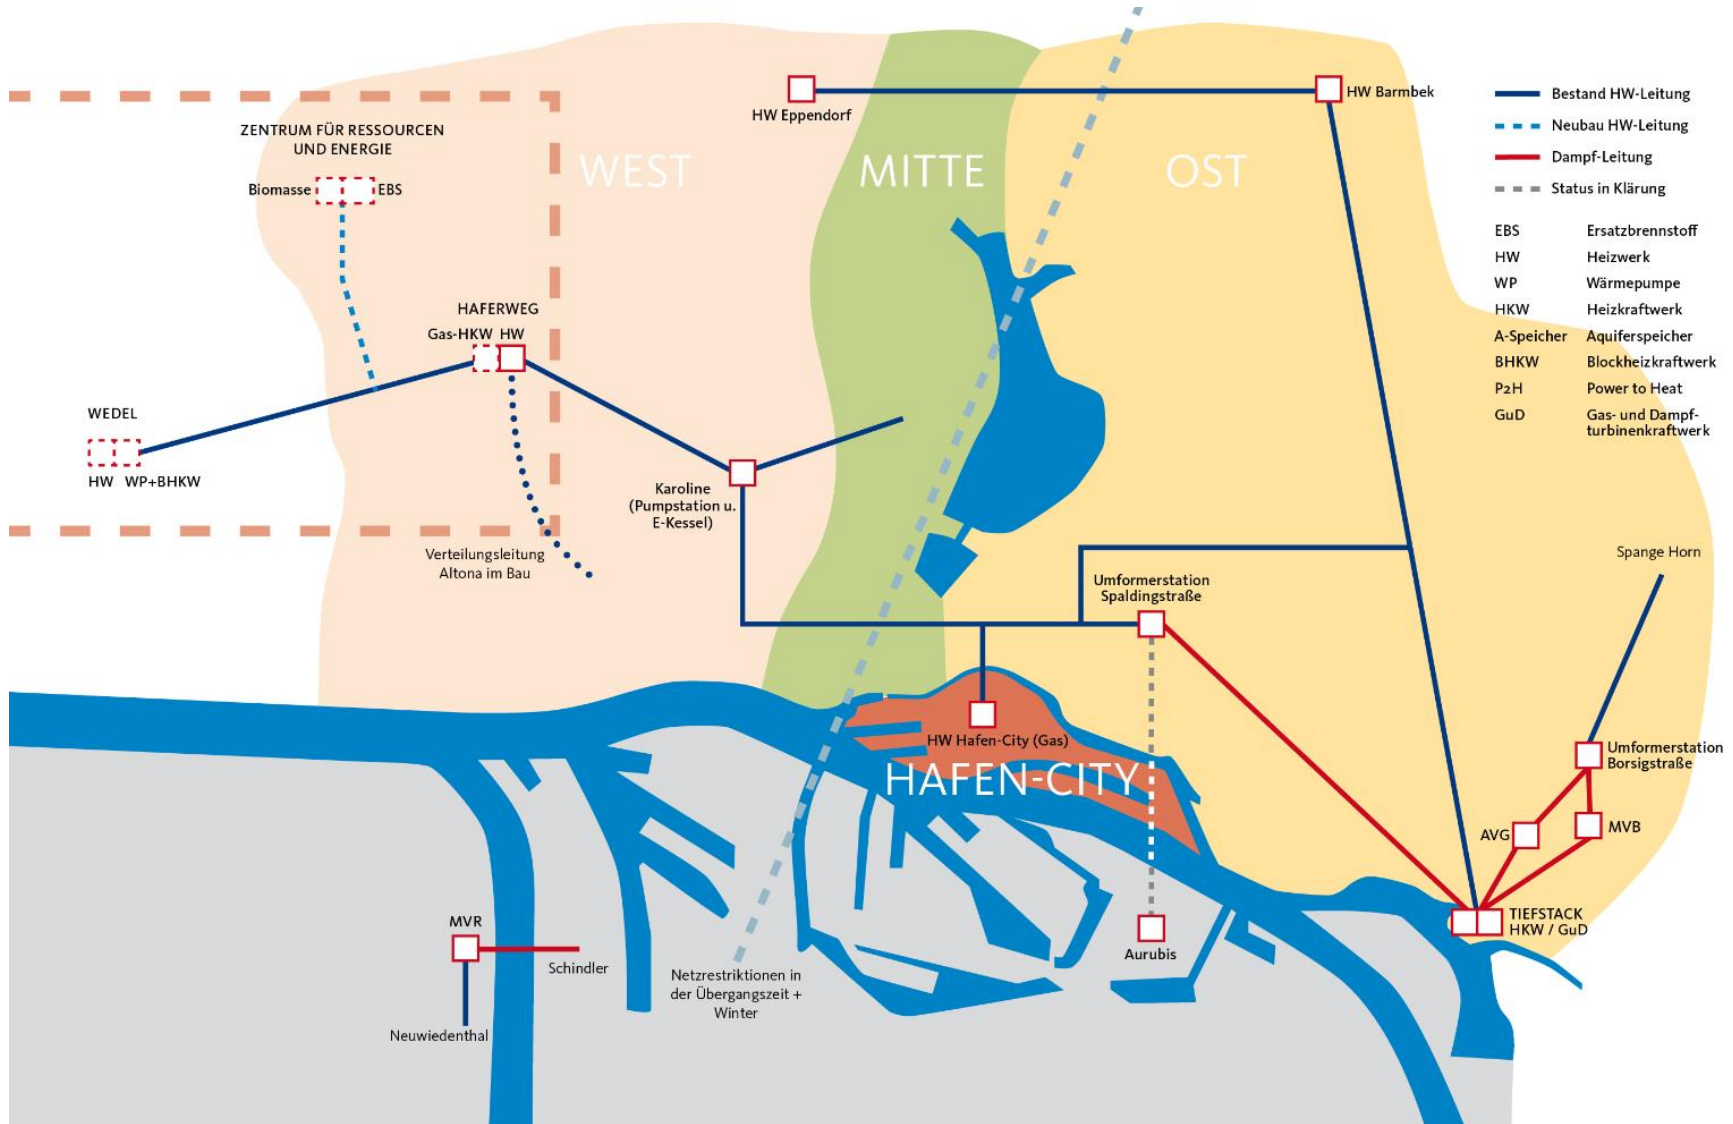 ZENTRUM FÜR RESSOURCEN
UND ENERGIE
Biomasse
EBS
WEST
MITTE
OST
HW Eppendorf
HW Barmbek
Bestand HW-Leitung
Neubau HW-Leitung
Dampf-Leitung
Status in Klärung
EBS Ersatzbrennstoff
HW Heizwerk
WP Wärmepumpe
HKW Heizkraftwerk
A-Speicher Aquiferspeicher
BHKW Blockheizkraftwerk
P2H Power to Heat
GuD Gas- und Dampf-
turbinenkraftwerk
HAFERWEG
Gas-HKW HW
WEDEL
HW WP+BHKW
Karoline
(Pumpstation u.
E-Kessel)
Verteilungsleitung
Altona im Bau
Umformerstation
Spaldingstraße
Spange Horn
HW Hafen-City (Gas)
HAFEN-CITY
Umformerstation
Borsigstraße
AVG
MVB
TIEFSTACK
HKW / GuD
MVR
Schindler
Neuwiedenthal
Netzrestriktionen in
der Übergangszeit +
Winter
Aurubis